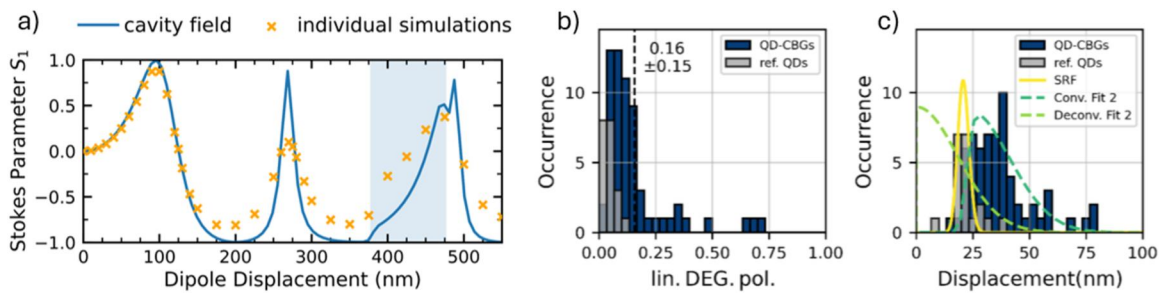 a)
cavity field
individual simulations
Stokes Parameter S₁
1.0
0.5
0.0
−0.5
−1.0
0
100
200
300
400
500
Dipole Displacement (nm)
b)
QD-CBGs
ref. QDs
0.16
±0.15
Occurrence
10
5
0
0.00
0.25
0.50
0.75
1.00
lin. DEG. pol.
c)
QD-CBGs
ref. QDs
SRF
Conv. Fit 2
Deconv. Fit 2
Occurrence
10
5
0
0
25
50
75
100
Displacement(nm)